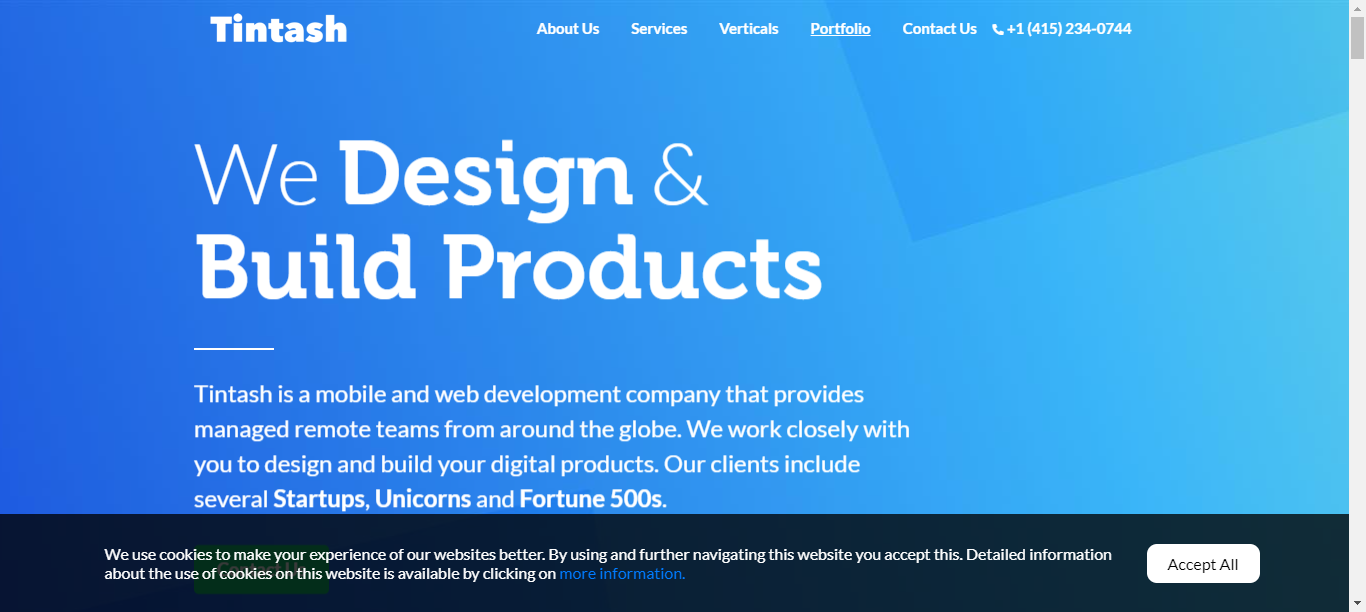 Tintash
About Us Services Verticals Portfolio Contact Us +1 (415) 234-0744
We Design &
Build Products
Tintash is a mobile and web development company that provides
managed remote teams from around the globe. We work closely with
you to design and build your digital products. Our clients include
several Startups, Unicorns and Fortune 500s.
We use cookies to make your experience of our websites better. By using and further navigating this website you accept this. Detailed information
about the use of cookies on this website is available by clicking on more information.
Accept All